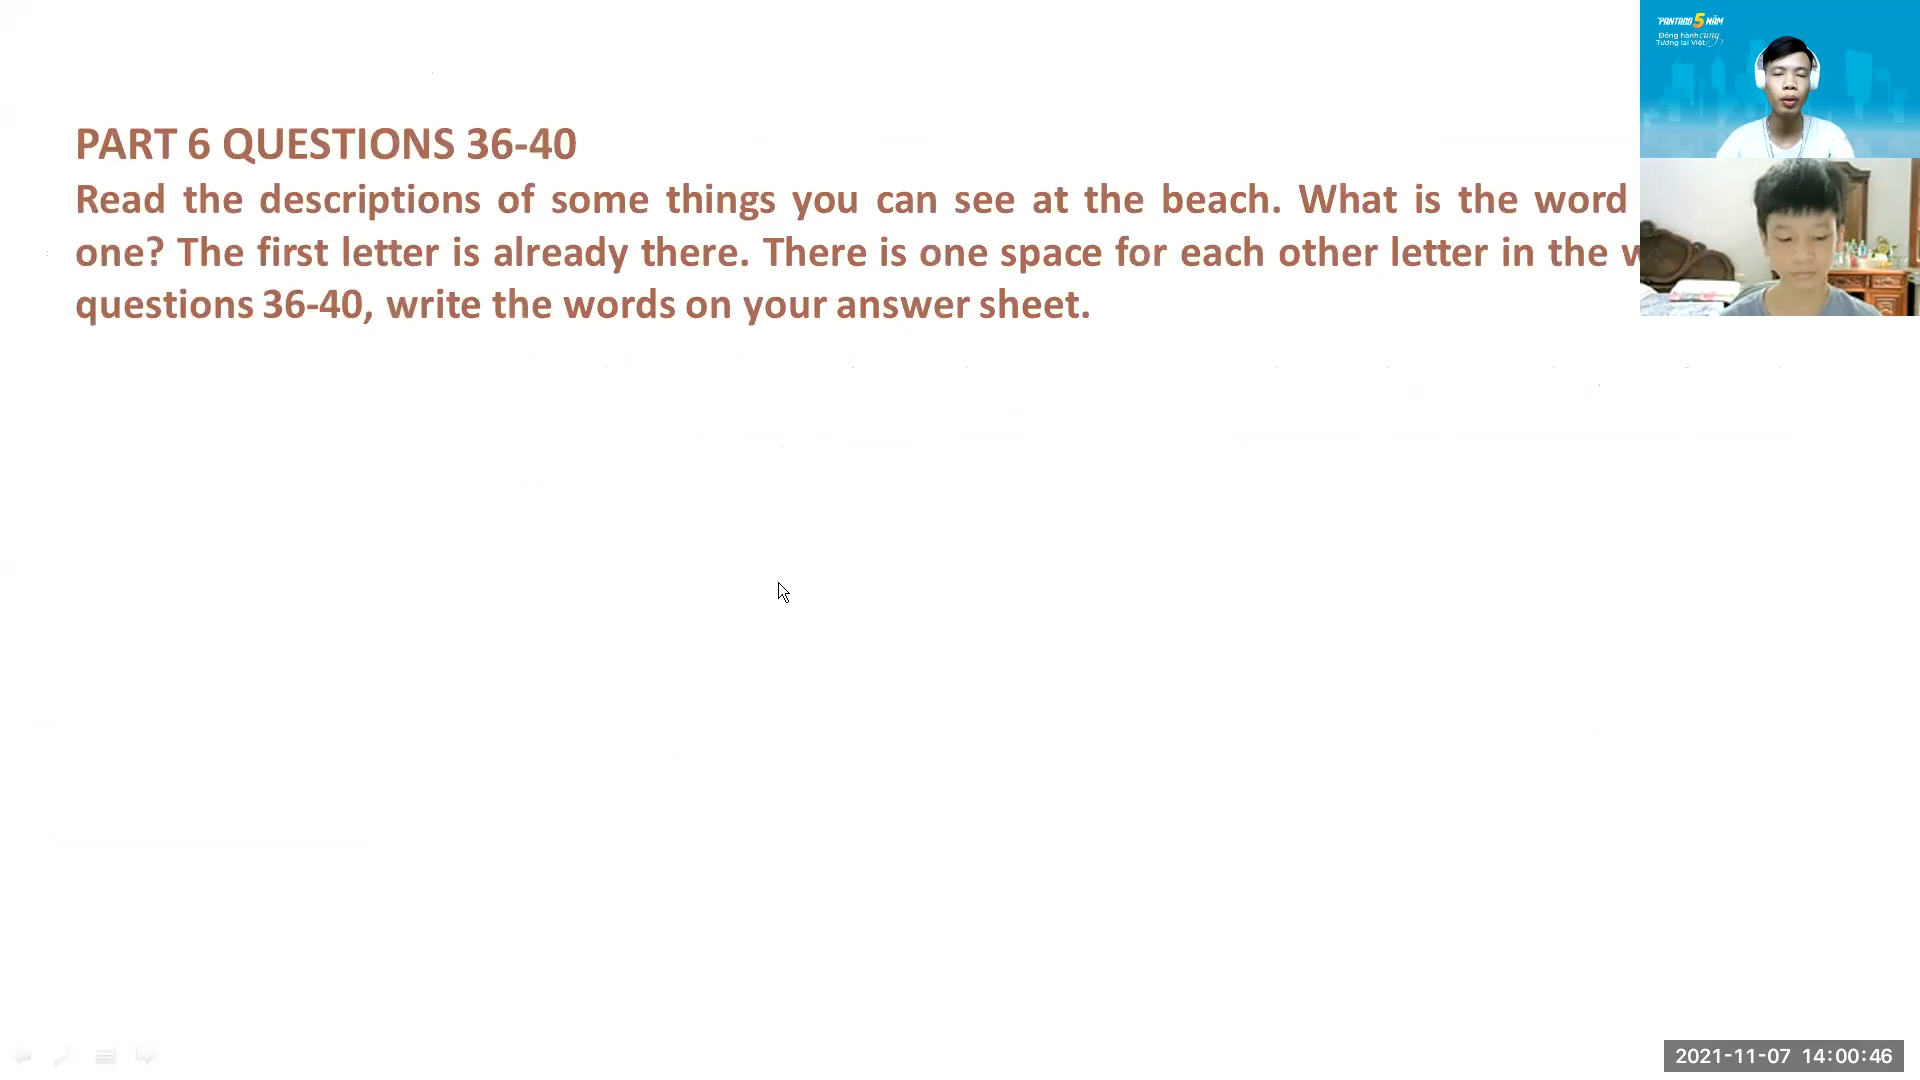 PANTADO 5 NĂM
Đồng hành cùng
Tương lai Việt
PART 6 QUESTIONS 36-40
Read the descriptions of some things you can see at the beach. What is the word
one? The first letter is already there. There is one space for each other letter in the
questions 36-40, write the words on your answer sheet.
2021-11-07 14:00:46